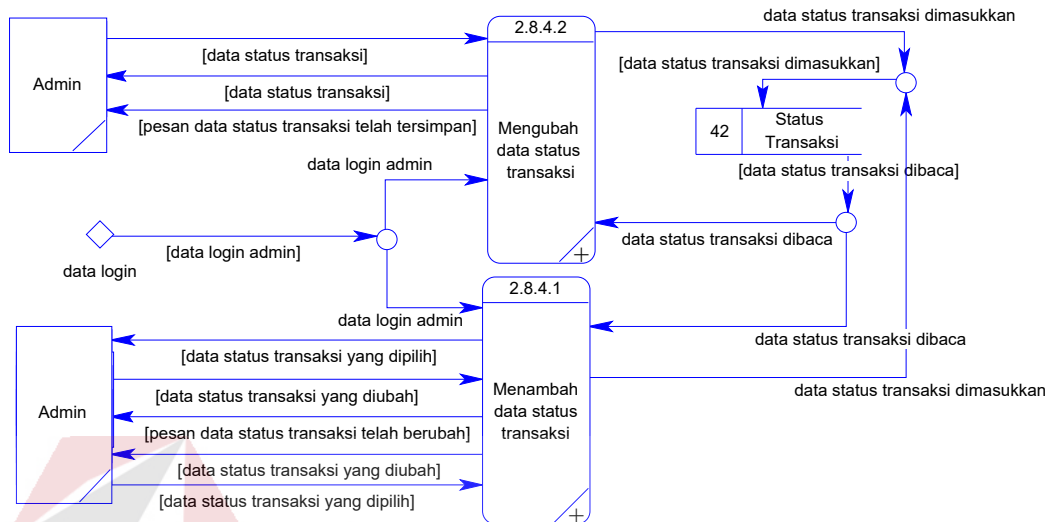 data status transaksi dimasukkan
2.8.4.2
[data status transaksi]
[data status transaksi dimasukkan]
Admin
[data status transaksi]
42
Status
Transaksi
[pesan data status transaksi telah tersimpan]
Mengubah
data status
transaksi
data login admin
[data status transaksi dibaca]
[data login admin]
data status transaksi dibaca
data login
2.8.4.1
data login admin
data status transaksi dibaca
[data status transaksi yang dipilih]
data status transaksi dimasukkan
[data status transaksi yang diubah]
Menambah
data status
transaksi
Admin
[pesan data status transaksi telah berubah]
[data status transaksi yang diubah]
[data status transaksi yang dipilih]